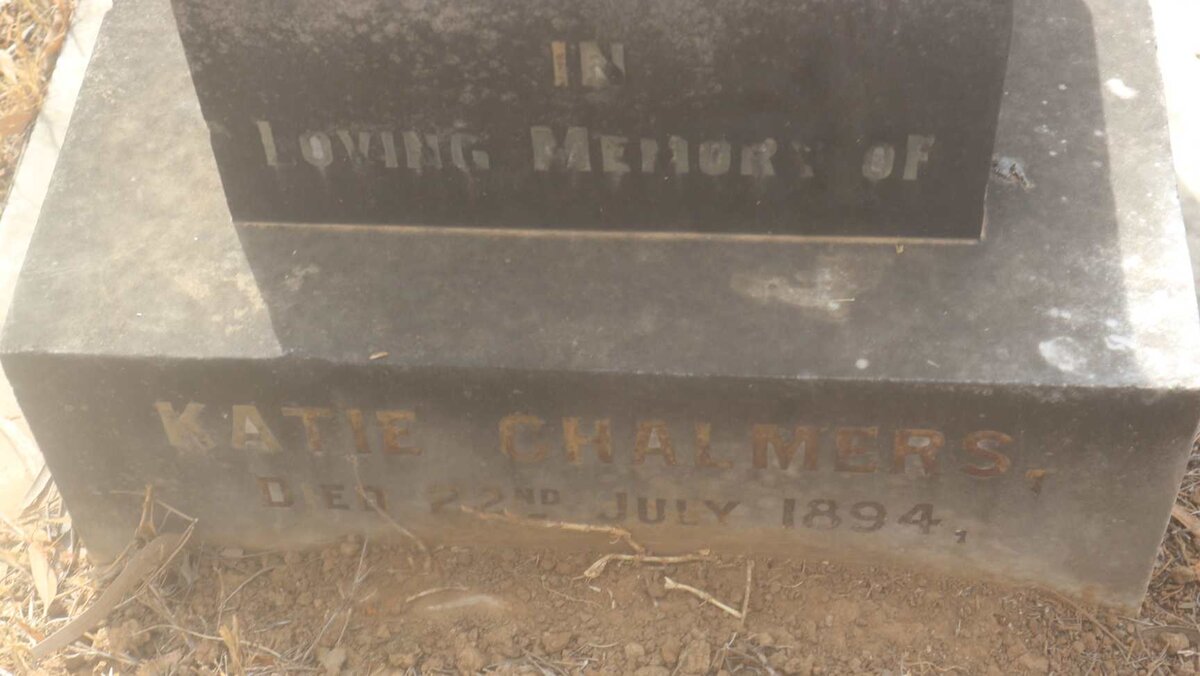 IN
LOVING MEMORY OF
KATIE CHALMERS,
DIED 22ND JULY 1894,